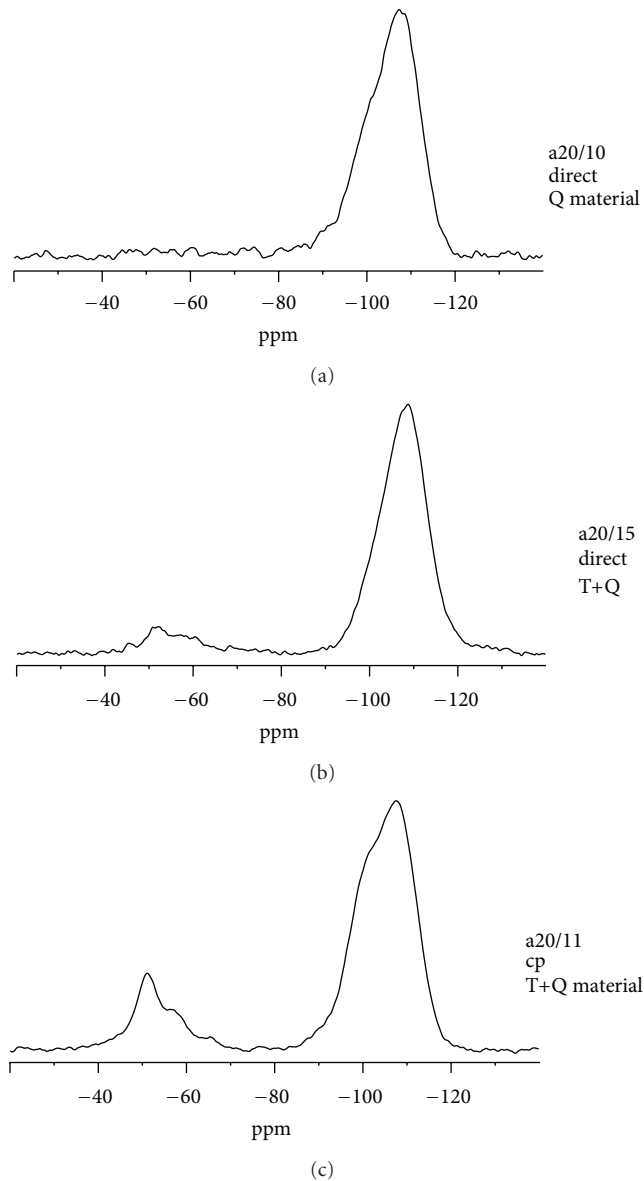 a20/10
direct
Q material
−40 −60 −80 −100 −120
ppm
(a)
a20/15
direct
T+Q
−40 −60 −80 −100 −120
ppm
(b)
a20/11
cp
T+Q material
−40 −60 −80 −100 −120
ppm
(c)